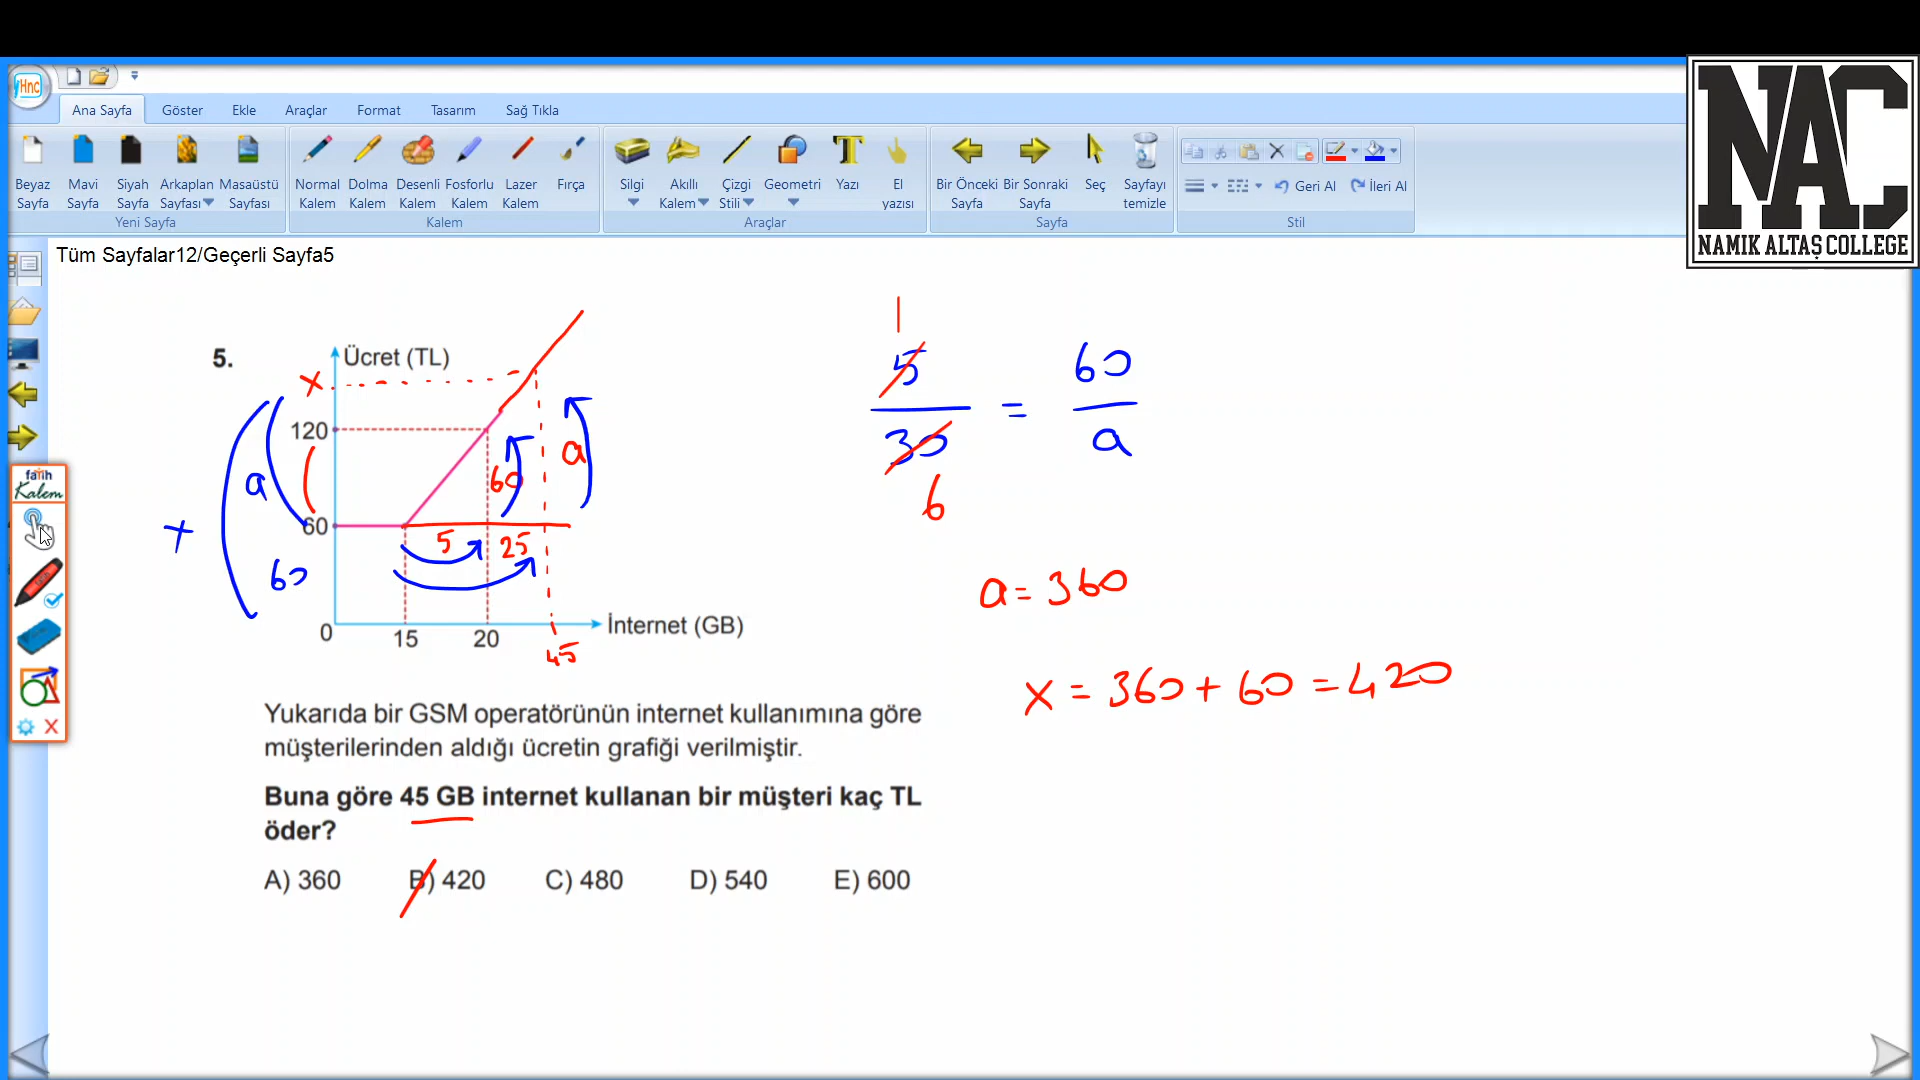 Hnc
Ana Sayfa Göster Ekle Araçlar Format Tasarım Sağ Tıkla
Beyaz Sayfa Mavi Sayfa Siyah Sayfa Arkaplan Sayfası Masaüstü Sayfası
Yeni Sayfa
Normal Kalem Dolma Kalem Desenli Kalem Fosforlu Kalem Lazer Kalem Fırça
Kalem
Silgi Akıllı Kalem Çizgi Stili Geometri Yazı El yazısı
Araçlar
Bir Önceki Sayfa Bir Sonraki Sayfa Seç Sayfayı temizle
Sayfa
Geri Al İleri Al
Stil
NAC
NAMIK ALTAŞ COLLEGE
Tüm Sayfalar12/Geçerli Sayfa5
fatih
Kalem
5.
Ücret (TL)
x
120
a
60 a
60
x
5 25
60
0 15 20 İnternet (GB)
45
1
5/30 = 60/a
6
a = 360
x = 360 + 60 = 420
Yukarıda bir GSM operatörünün internet kullanımına göre
müşterilerinden aldığı ücretin grafiği verilmiştir.
Buna göre 45 GB internet kullanan bir müşteri kaç TL
öder?
A) 360 B) 420 C) 480 D) 540 E) 600